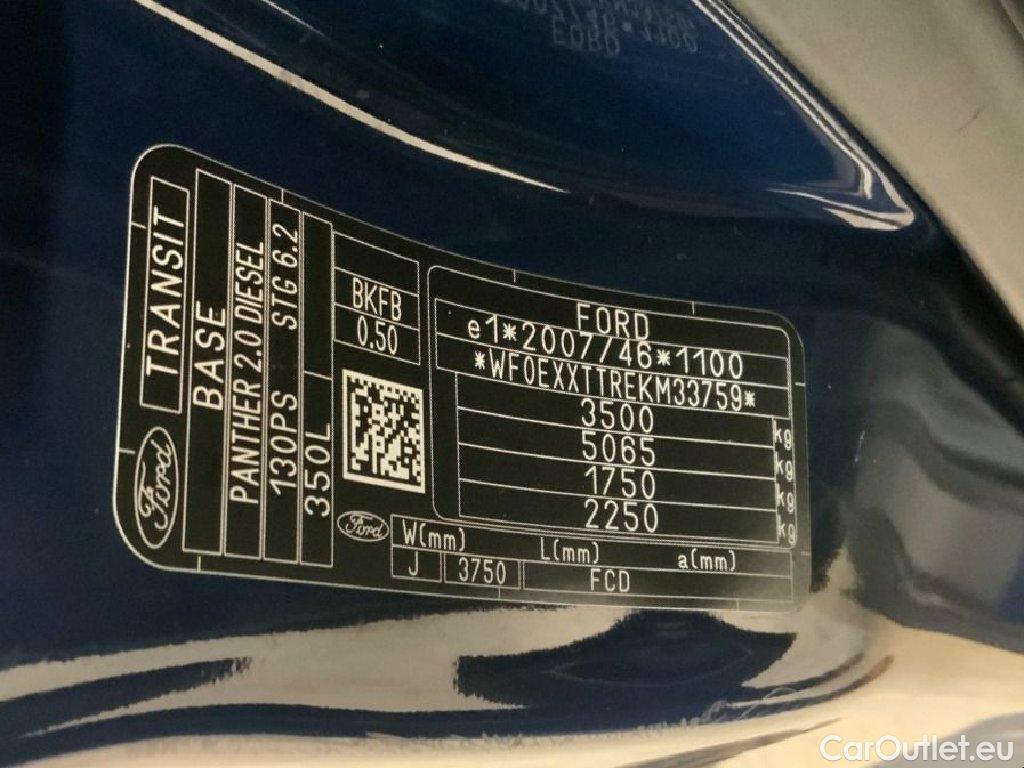 TRANSIT
BASE
PANTHER 2.0 DIESEL
130PS STG 6.2
350L
Ford
BKFB
0.50
Ford
FORD
e1*2007/46*1100
*WF0EXXTTREKM33759*
3500 kg
5065 kg
1750 kg
2250 kg
W(mm) L(mm) a(mm)
J 3750 FCD
CarOutlet.eu